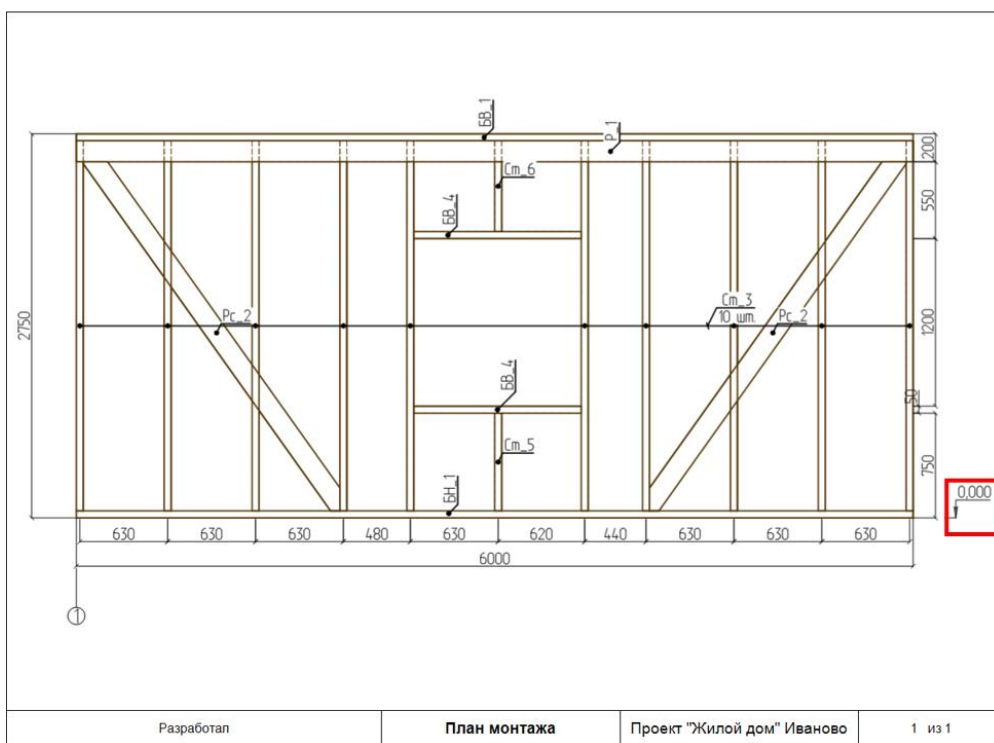 БВ_1
Р_1
Ст_6
БВ_4
200
550
2750
Рс_2
Ст_3
10 шт.
Рс_2
1200
БВ_4
50
Ст_5
750
БН_1
0,000
630 630 630 480 630 620 440 630 630 630
6000
1
Разработал План монтажа Проект "Жилой дом" Иваново 1 из 1